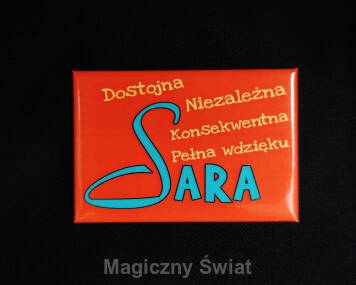 Dostojna
Niezależna
Konsekwentna
Pełna wdzięku
SARA
Magiczny Świat